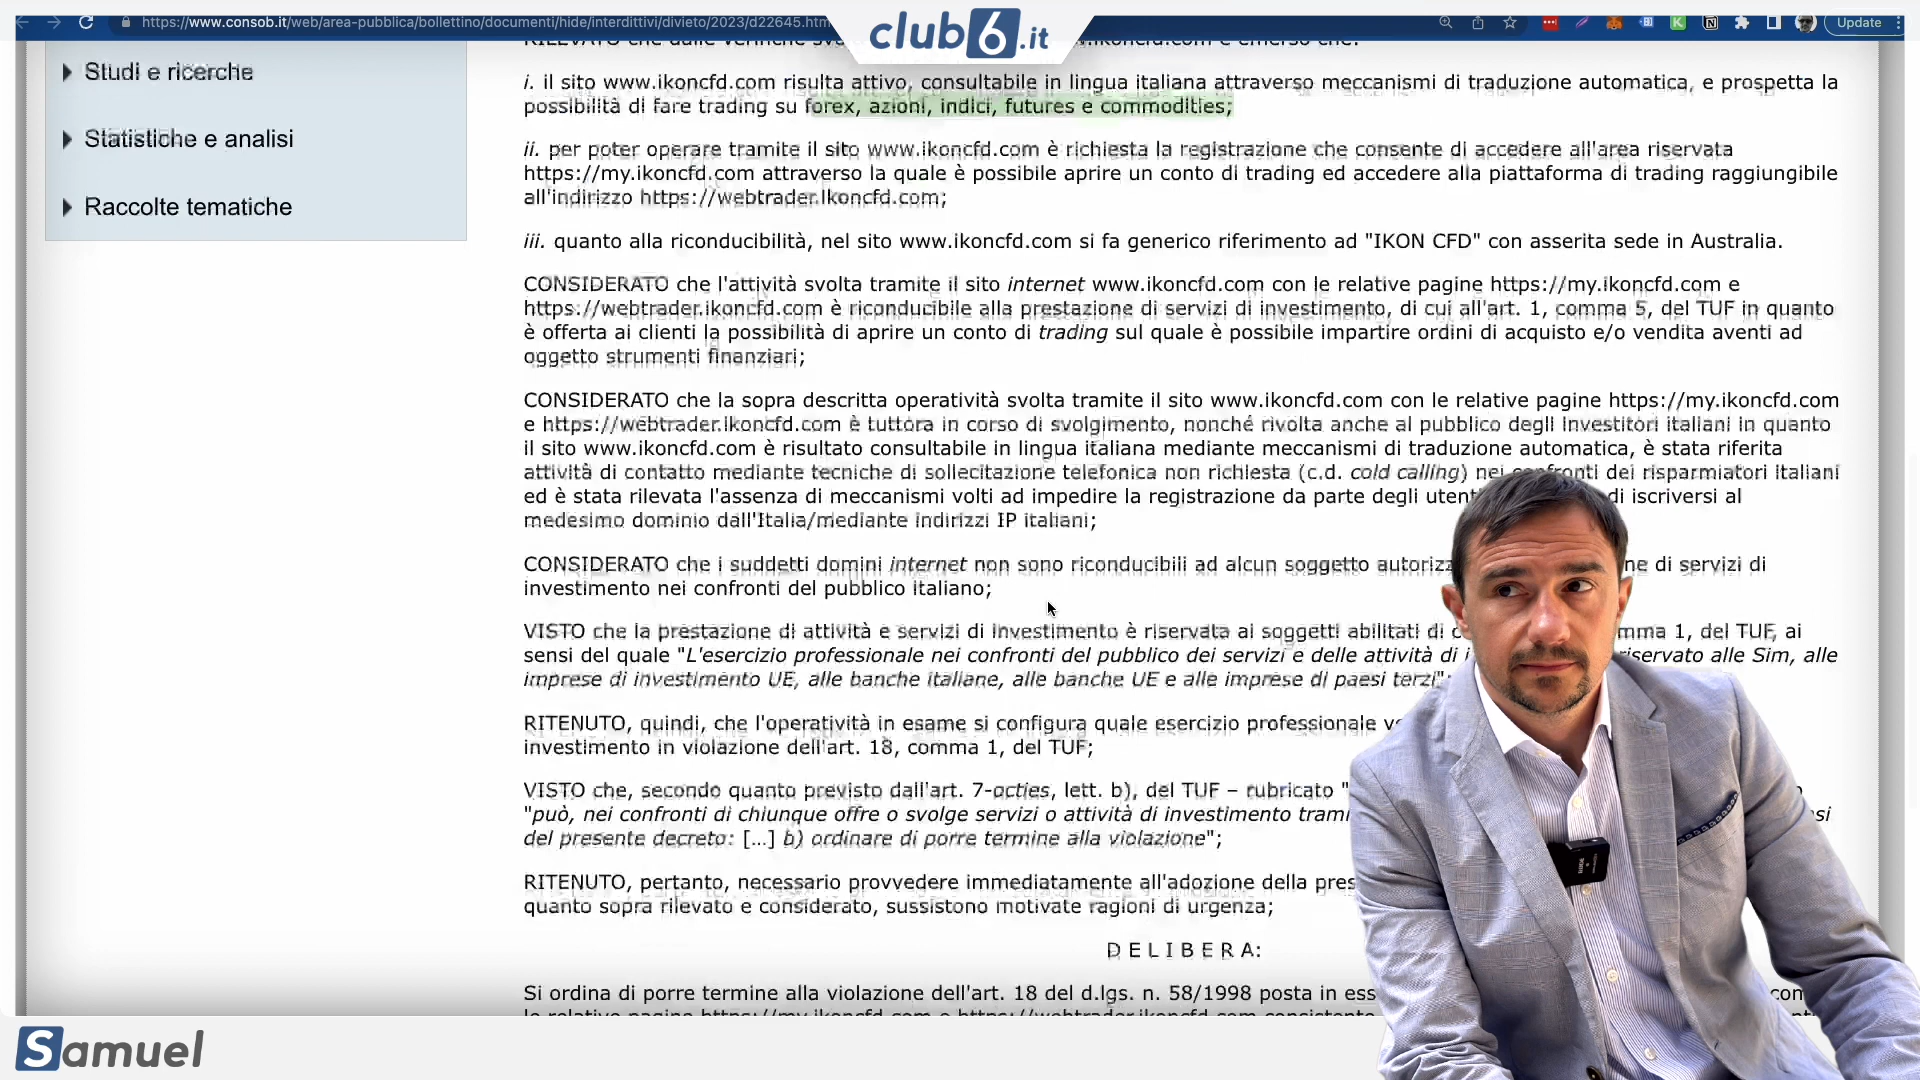 https://www.consob.it/web/area-pubblica/bollettino/documenti/hide/interdittivi/divieto/2023/d22645.htm
club6.it
Update
Studi e ricerche
Statistiche e analisi
Raccolte tematiche
i. il sito www.ikoncfd.com risulta attivo, consultabile in lingua italiana attraverso meccanismi di traduzione automatica, e prospetta la
possibilità di fare trading su forex, azioni, indici, futures e commodities;
ii. per poter operare tramite il sito www.ikoncfd.com è richiesta la registrazione che consente di accedere all'area riservata
https://my.ikoncfd.com attraverso la quale è possibile aprire un conto di trading ed accedere alla piattaforma di trading raggiungibile
all'indirizzo https://webtrader.ikoncfd.com;
iii. quanto alla riconducibilità, nel sito www.ikoncfd.com si fa generico riferimento ad "IKON CFD" con asserita sede in Australia.
CONSIDERATO che l'attività svolta tramite il sito internet www.ikoncfd.com con le relative pagine https://my.ikoncfd.com e
https://webtrader.ikoncfd.com è riconducibile alla prestazione di servizi di investimento, di cui all'art. 1, comma 5, del TUF in quanto
è offerta ai clienti la possibilità di aprire un conto di trading sul quale è possibile impartire ordini di acquisto e/o vendita aventi ad
oggetto strumenti finanziari;
CONSIDERATO che la sopra descritta operatività svolta tramite il sito www.ikoncfd.com con le relative pagine https://my.ikoncfd.com
e https://webtrader.ikoncfd.com è tuttora in corso di svolgimento, nonché rivolta anche al pubblico degli investitori italiani in quanto
il sito www.ikoncfd.com è risultato consultabile in lingua italiana mediante meccanismi di traduzione automatica, è stata riferita
attività di contatto mediante tecniche di sollecitazione telefonica non richiesta (c.d. cold calling) nei confronti dei risparmiatori italiani
ed è stata rilevata l'assenza di meccanismi volti ad impedire la registrazione da parte degli utenti di iscriversi al
medesimo dominio dall'Italia/mediante indirizzi IP italiani;
CONSIDERATO che i suddetti domini internet non sono riconducibili ad alcun soggetto autorizz ne di servizi di
investimento nei confronti del pubblico italiano;
VISTO che la prestazione di attività e servizi di investimento è riservata ai soggetti abilitati di c mma 1, del TUF, ai
sensi del quale "L'esercizio professionale nei confronti del pubblico dei servizi e delle attività di i riservato alle Sim, alle
imprese di investimento UE, alle banche italiane, alle banche UE e alle imprese di paesi terzi";
RITENUTO, quindi, che l'operatività in esame si configura quale esercizio professionale ve
investimento in violazione dell'art. 18, comma 1, del TUF;
VISTO che, secondo quanto previsto dall'art. 7-octies, lett. b), del TUF – rubricato "
"può, nei confronti di chiunque offre o svolge servizi o attività di investimento trami nsi
del presente decreto: [...] b) ordinare di porre termine alla violazione";
RITENUTO, pertanto, necessario provvedere immediatamente all'adozione della pres
quanto sopra rilevato e considerato, sussistono motivate ragioni di urgenza;
D E L I B E R A:
Si ordina di porre termine alla violazione dell'art. 18 del d.lgs. n. 58/1998 posta in ess com
le relative pagine https://my.ikoncfd.com e https://webtrader.ikoncfd.com consistente
Samuel